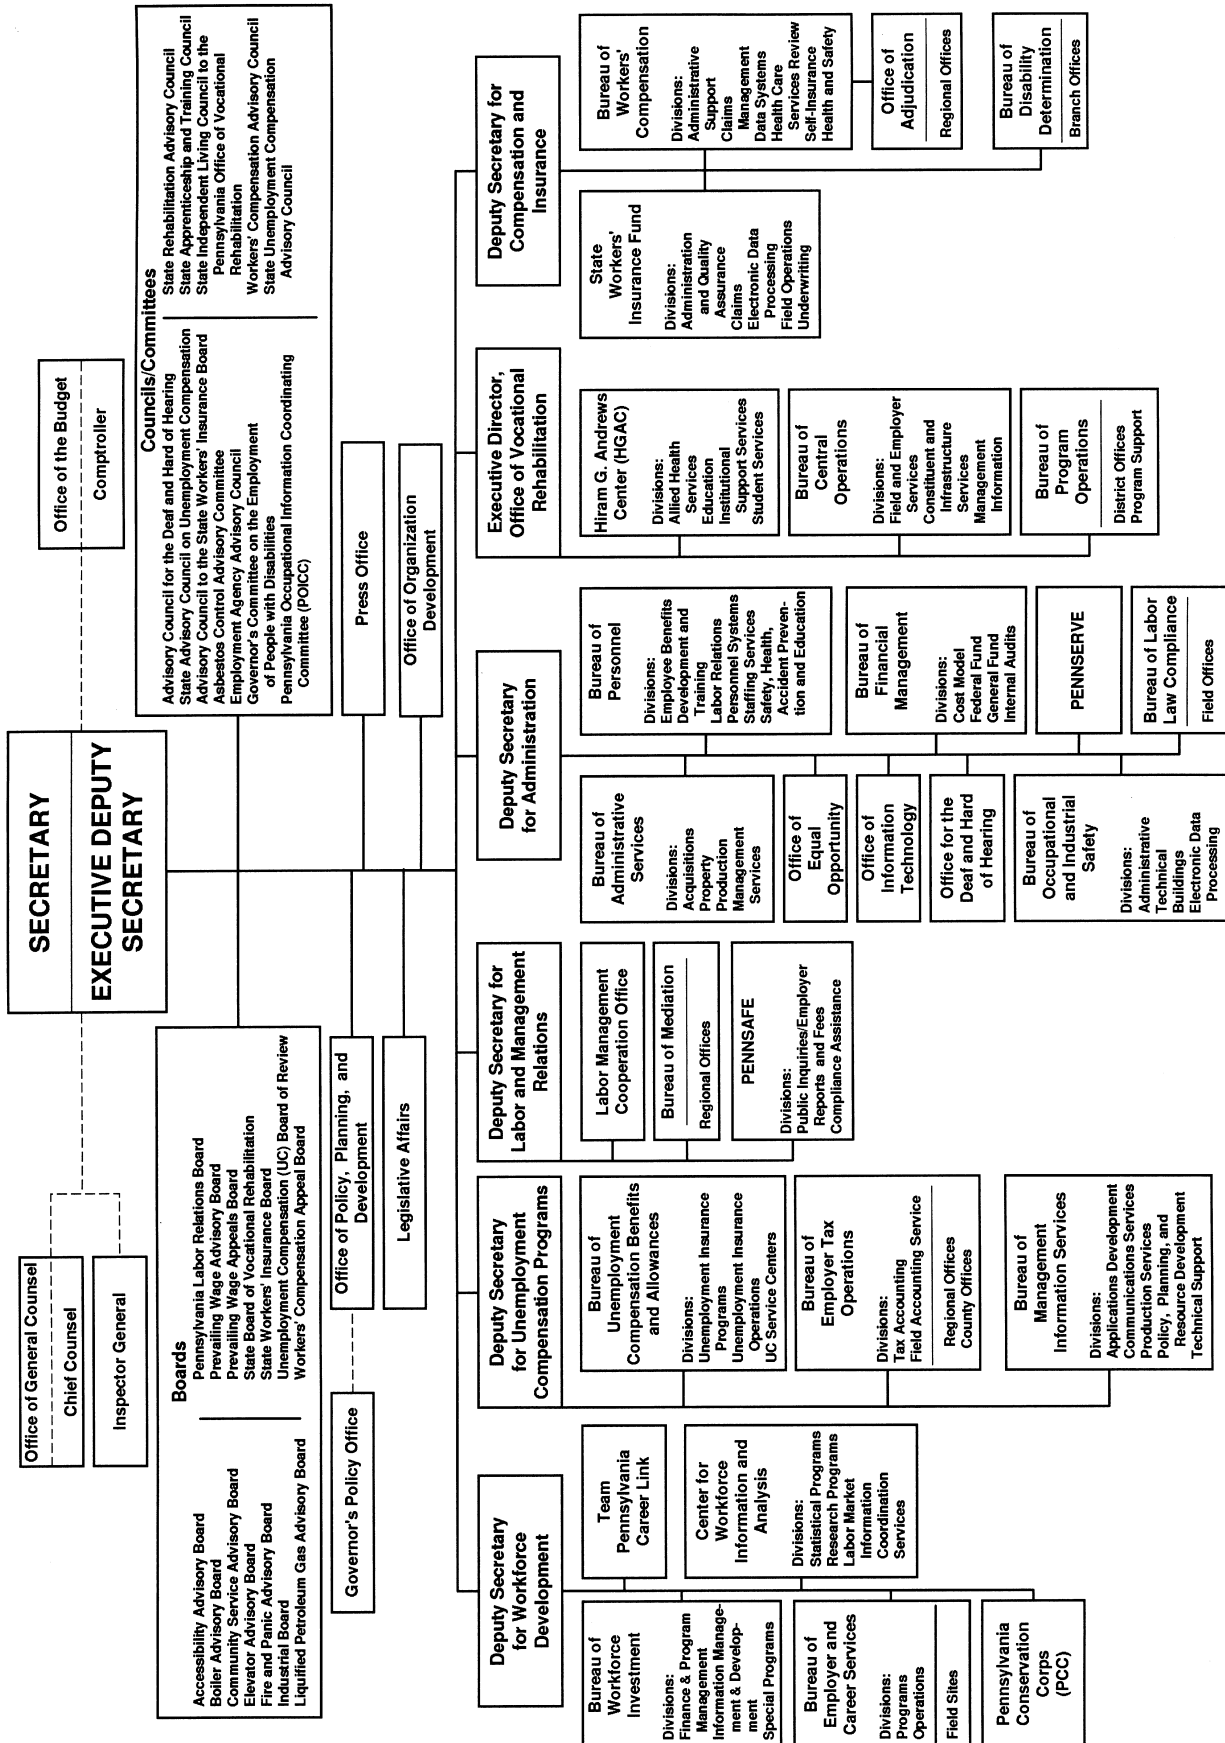 SECRETARY
EXECUTIVE DEPUTY
SECRETARY
Office of General Counsel
Chief Counsel
Inspector General
Office of the Budget
Comptroller
Boards
Accessibility Advisory Board
Boiler Advisory Board
Community Service Advisory Board
Elevator Advisory Board
Fire and Panic Advisory Board
Industrial Board
Liquified Petroleum Gas Advisory Board
Pennsylvania Labor Relations Board
Prevailing Wage Advisory Board
Prevailing Wage Appeals Board
State Board of Vocational Rehabilitation
State Workers' Insurance Board
Unemployment Compensation (UC) Board of Review
Workers' Compensation Appeal Board
Councils/Committees
Advisory Council for the Deaf and Hard of Hearing
State Advisory Council on Unemployment Compensation
Advisory Council to the State Workers' Insurance Board
Asbestos Control Advisory Committee
Employment Agency Advisory Council
Governor's Committee on the Employment
of People with Disabilities
Pennsylvania Occupational Information Coordinating
Committee (POICC)
State Rehabilitation Advisory Council
State Apprenticeship and Training Council
State Independent Living Council to the
Pennsylvania Office of Vocational
Rehabilitation
Workers' Compensation Advisory Council
State Unemployment Compensation
Advisory Council
Governor's Policy Office
Office of Policy, Planning, and
Development
Legislative Affairs
Press Office
Office of Organization
Development
Deputy Secretary
for Workforce
Development
Bureau of
Workforce
Investment
Divisions:
Finance & Program
Management
Information Manage-
ment & Develop-
ment
Special Programs
Bureau of
Employer and
Career Services
Divisions:
Programs
Operations
Field Sites
Pennsylvania
Conservation
Corps
(PCC)
Team
Pennsylvania
Career Link
Center for
Workforce
Information and
Analysis
Divisions:
Statistical Programs
Research Programs
Labor Market
Information
Coordination
Services
Deputy Secretary
for Unemployment
Compensation Programs
Bureau of
Unemployment
Compensation Benefits
and Allowances
Divisions:
Unemployment Insurance
Programs
Unemployment Insurance
Operations
UC Service Centers
Bureau of
Employer Tax
Operations
Divisions:
Tax Accounting
Field Accounting Service
Regional Offices
County Offices
Bureau of
Management
Information Services
Divisions:
Applications Development
Communications Services
Production Services
Policy, Planning, and
Resource Development
Technical Support
Deputy Secretary for
Labor and Management
Relations
Labor Management
Cooperation Office
Bureau of Mediation
Regional Offices
PENNSAFE
Divisions:
Public Inquiries/Employer
Reports and Fees
Compliance Assistance
Deputy Secretary
for Administration
Bureau of
Administrative
Services
Divisions:
Acquisitions
Property
Production
Management
Services
Office of
Equal
Opportunity
Office of
Information
Technology
Office for the
Deaf and Hard
of Hearing
Bureau of
Occupational
and Industrial
Safety
Divisions:
Administrative
Technical
Buildings
Electronic Data
Processing
Bureau of
Personnel
Divisions:
Employee Benefits
Development and
Training
Labor Relations
Personnel Systems
Staffing Services
Safety, Health,
Accident Preven-
tion and Education
Bureau of
Financial
Management
Divisions:
Cost Model
Federal Fund
General Fund
Internal Audits
PENNSERVE
Bureau of Labor
Law Compliance
Field Offices
Executive Director,
Office of Vocational
Rehabilitation
Hiram G. Andrews
Center (HGAC)
Divisions:
Allied Health
Services
Education
Institutional
Support Services
Student Services
Bureau of
Central
Operations
Divisions:
Field and Employer
Services
Constituent and
Infrastructure
Services
Management
Information
Bureau of
Program
Operations
District Offices
Program Support
Deputy Secretary for
Compensation and
Insurance
State
Workers'
Insurance Fund
Divisions:
Administration
and Quality
Assurance
Claims
Electronic Data
Processing
Field Operations
Underwriting
Bureau of
Workers'
Compensation
Divisions:
Administrative
Support
Claims
Management
Data Systems
Health Care
Services Review
Self-Insurance
Health and Safety
Office of
Adjudication
Regional Offices
Bureau of
Disability
Determination
Branch Offices